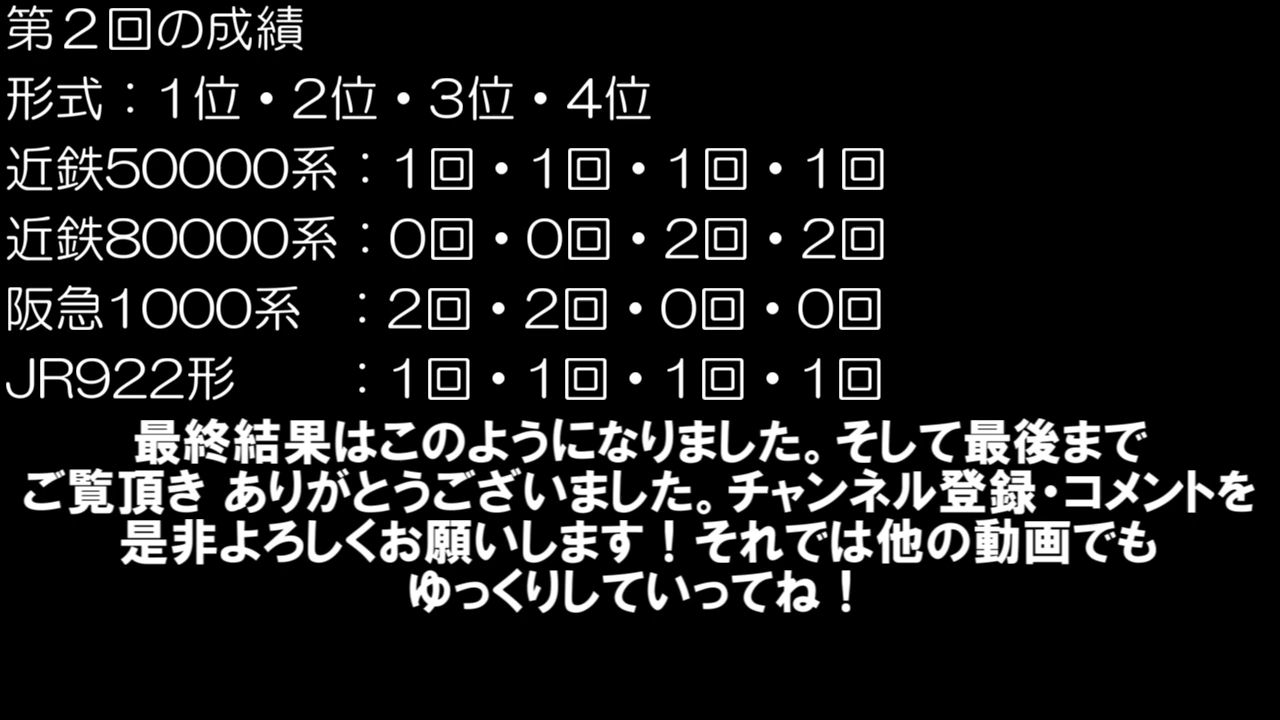 第２回の成績
形式：1位・2位・3位・4位
近鉄50000系：1回・1回・1回・1回
近鉄80000系：0回・0回・2回・2回
阪急1000系　：2回・2回・0回・0回
JR922形　　：1回・1回・1回・1回
最終結果はこのようになりました。そして最後まで
ご覧頂き ありがとうございました。チャンネル登録・コメントを
是非よろしくお願いします！それでは他の動画でも
ゆっくりしていってね！